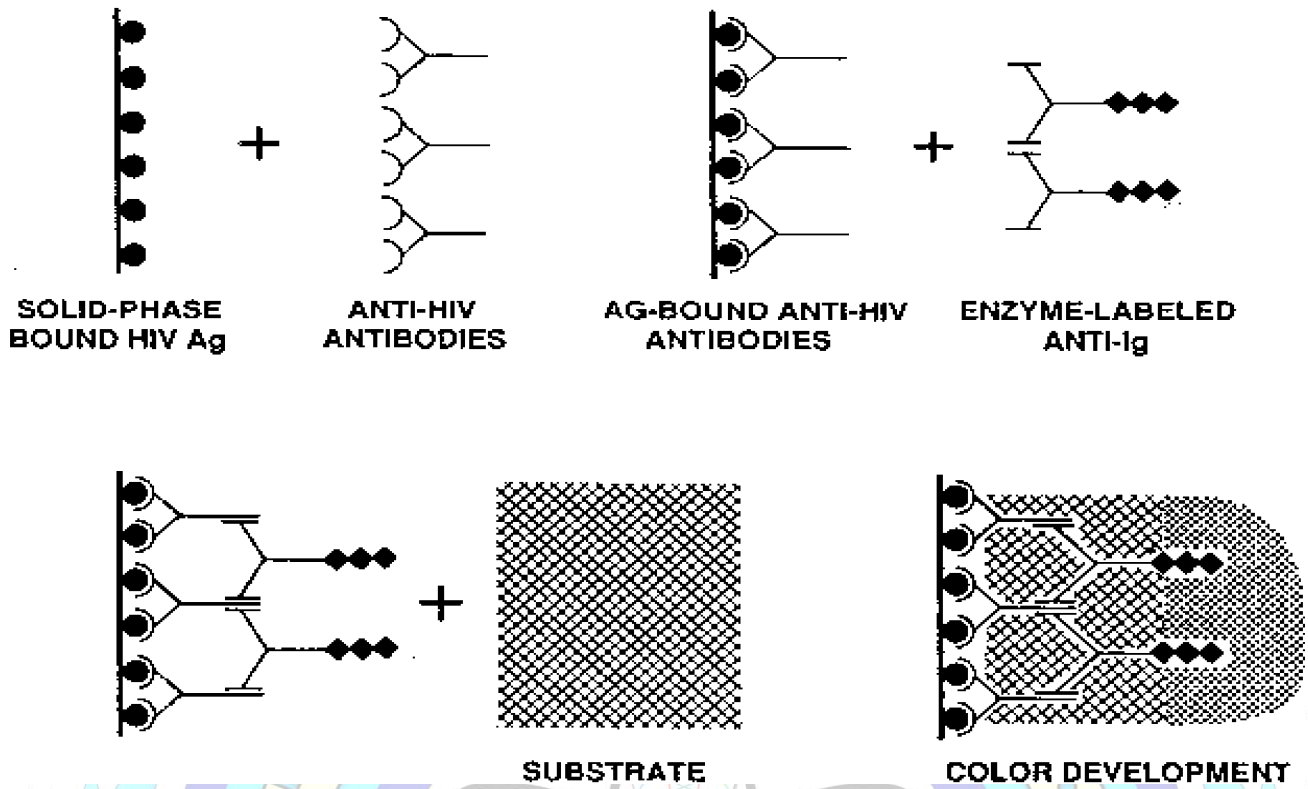 SOLID-PHASE
BOUND HIV Ag
ANTI-HIV
ANTIBODIES
AG-BOUND ANTI-HIV
ANTIBODIES
ENZYME-LABELED
ANTI-Ig
SUBSTRATE
COLOR DEVELOPMENT